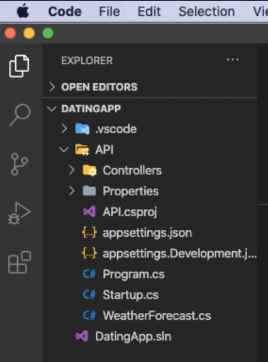 Code File Edit Selection
EXPLORER
OPEN EDITORS
DATINGAPP
.vscode
API
Controllers
Properties
API.csproj
{..} appsettings.json
{..} appsettings.Development.j...
C# Program.cs
C# Startup.cs
C# WeatherForecast.cs
DatingApp.sln